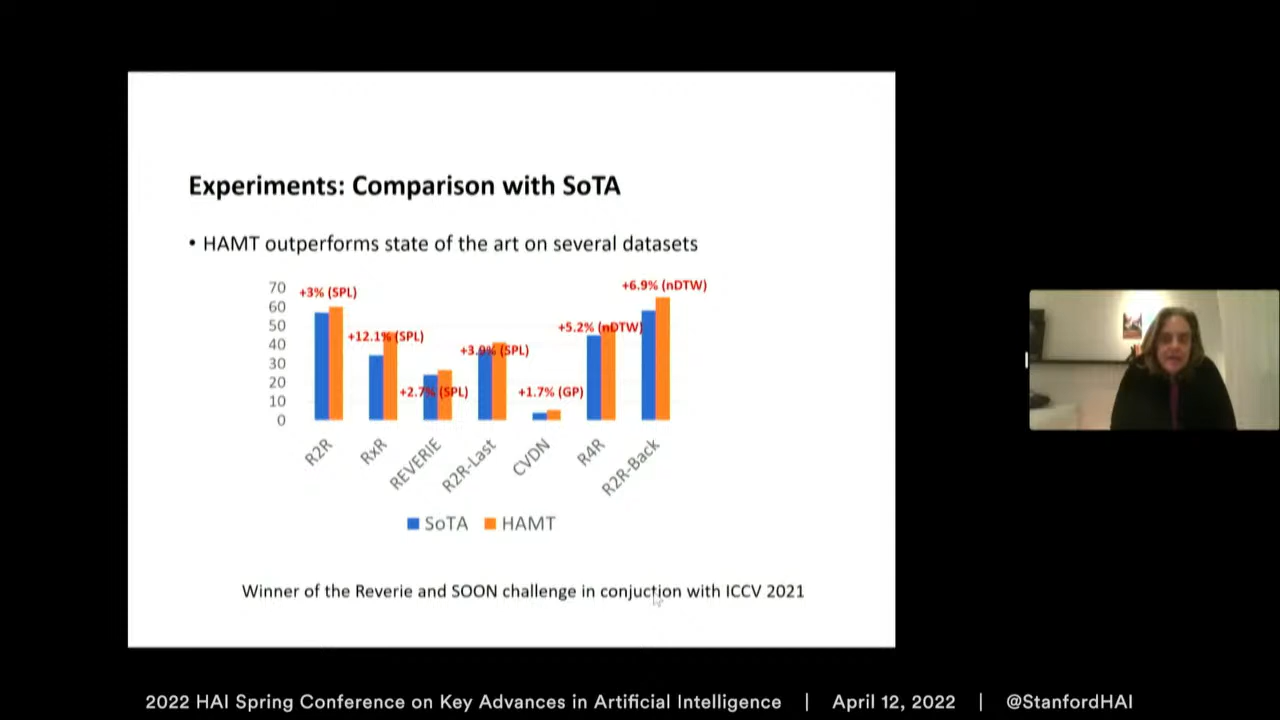 Experiments: Comparison with SoTA
• HAMT outperforms state of the art on several datasets
70
60
50
40
30
20
10
0
+3% (SPL)
+12.1% (SPL)
+2.7% (SPL)
+3.9% (SPL)
+1.7% (GP)
+5.2% (nDTW)
+6.9% (nDTW)
R2R
RxR
REVERIE
R2R-Last
CVDN
R4R
R2R-Back
SoTA HAMT
Winner of the Reverie and SOON challenge in conjuction with ICCV 2021
2022 HAI Spring Conference on Key Advances in Artificial Intelligence | April 12, 2022 | @StanfordHAI